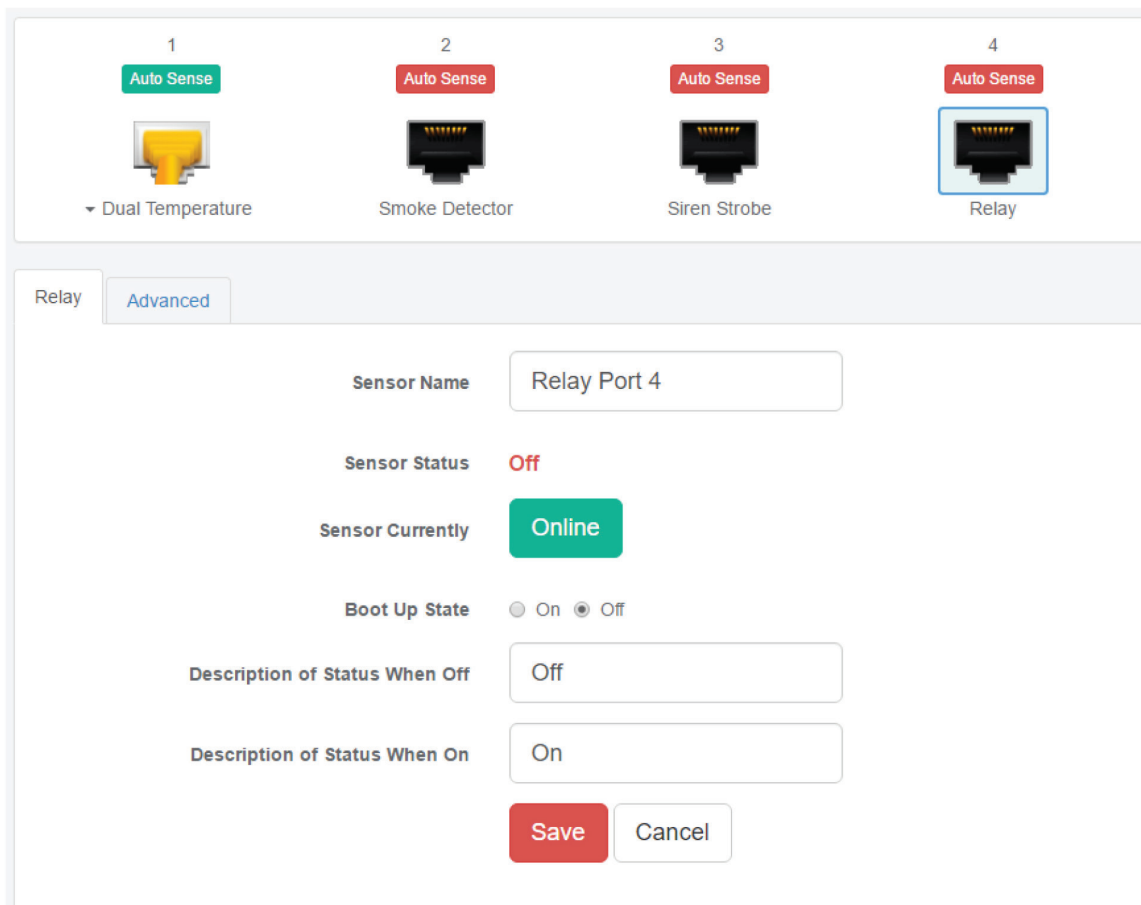 1 2 3 4
Auto Sense Auto Sense Auto Sense Auto Sense
Dual Temperature Smoke Detector Siren Strobe Relay
Relay Advanced
Sensor Name Relay Port 4
Sensor Status Off
Sensor Currently Online
Boot Up State On Off
Description of Status When Off Off
Description of Status When On On
Save Cancel